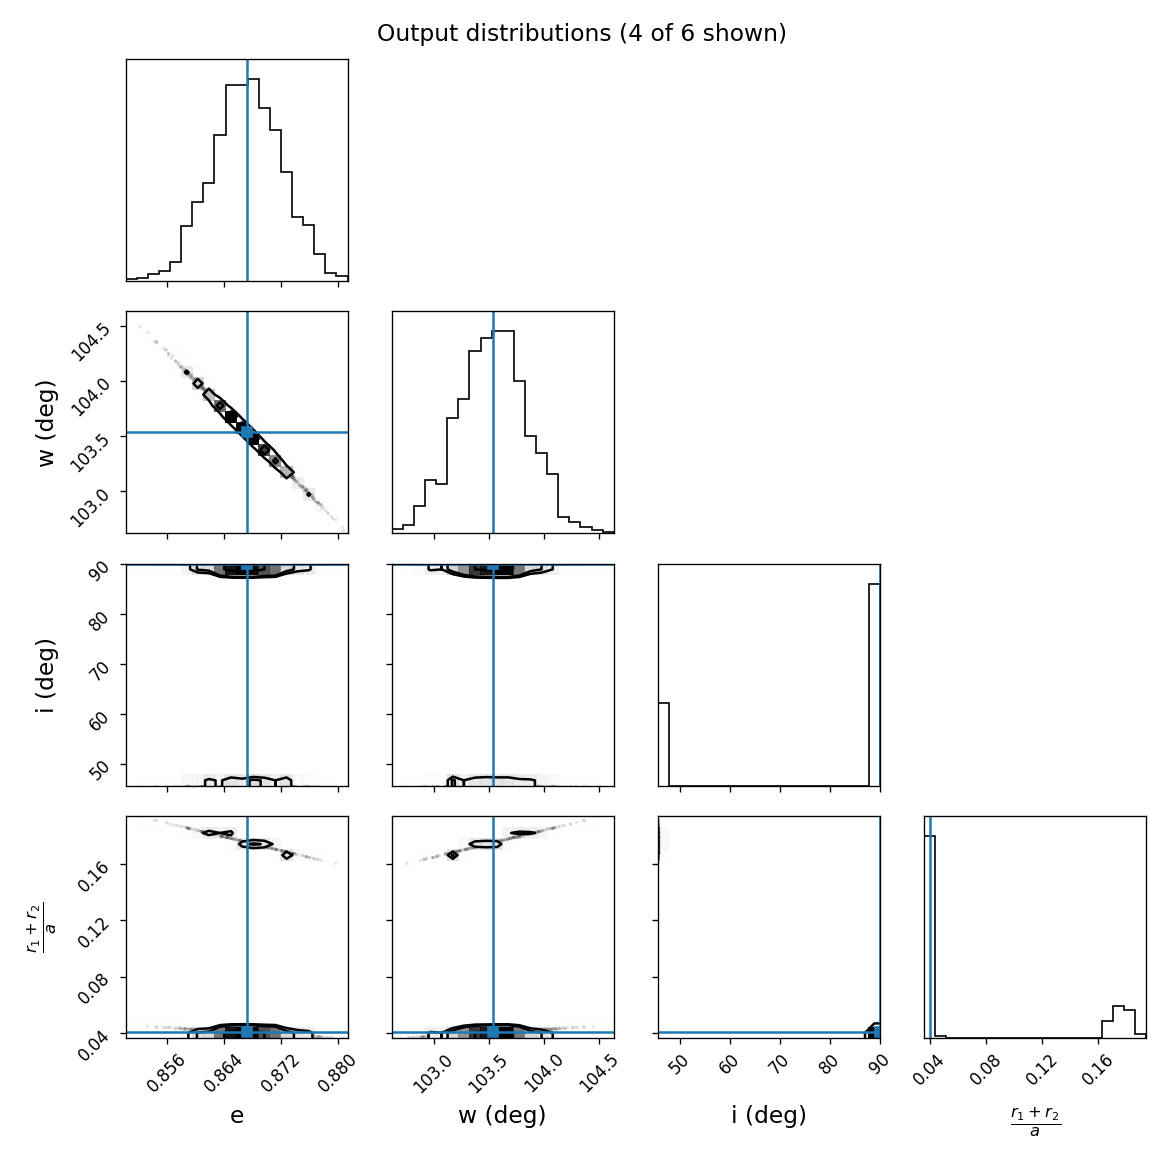 Output distributions (4 of 6 shown)
w (deg)
104.5
104.0
103.5
103.0
i (deg)
90
80
70
60
50
r₁ + r₂
a
0.16
0.12
0.08
0.04
0.856 0.864 0.872 0.880
103.0 103.5 104.0 104.5
50 60 70 80 90
0.04 0.08 0.12 0.16
e
w (deg)
i (deg)
r₁ + r₂
a